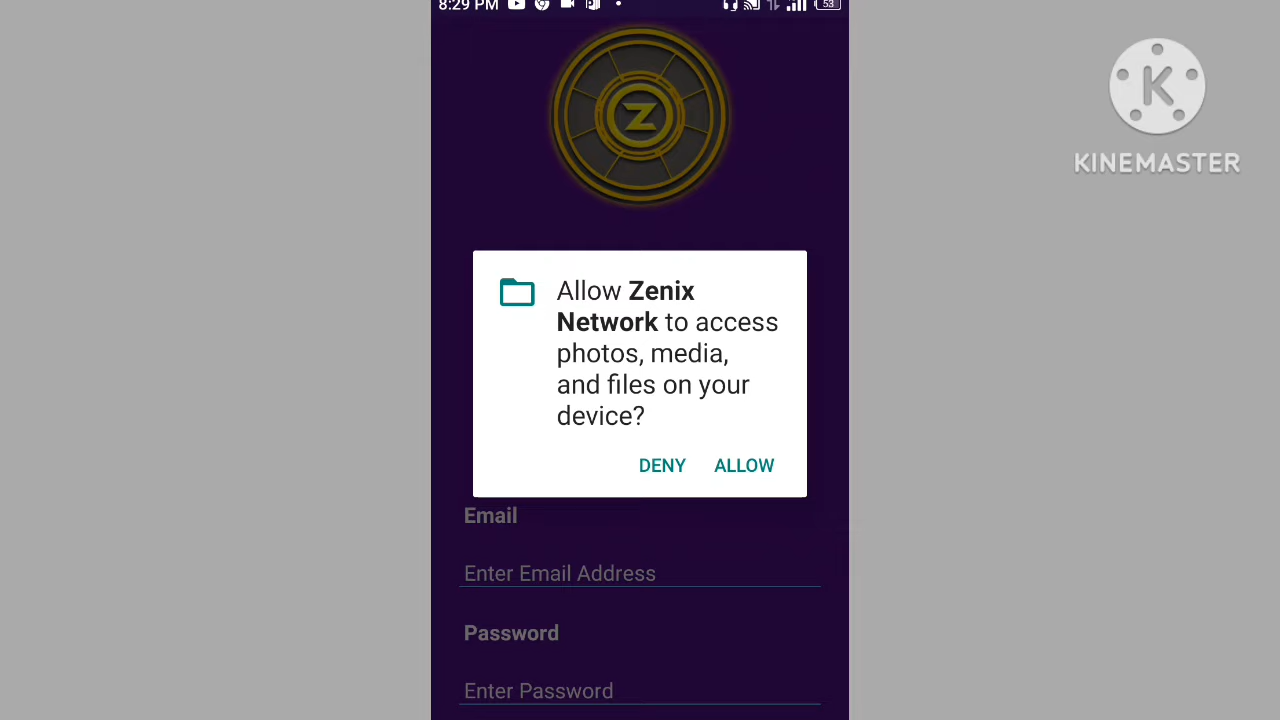 8:29 PM
53
Z
K
KINEMASTER
Allow Zenix
Network to access
photos, media,
and files on your
device?
DENY ALLOW
Email
Enter Email Address
Password
Enter Password